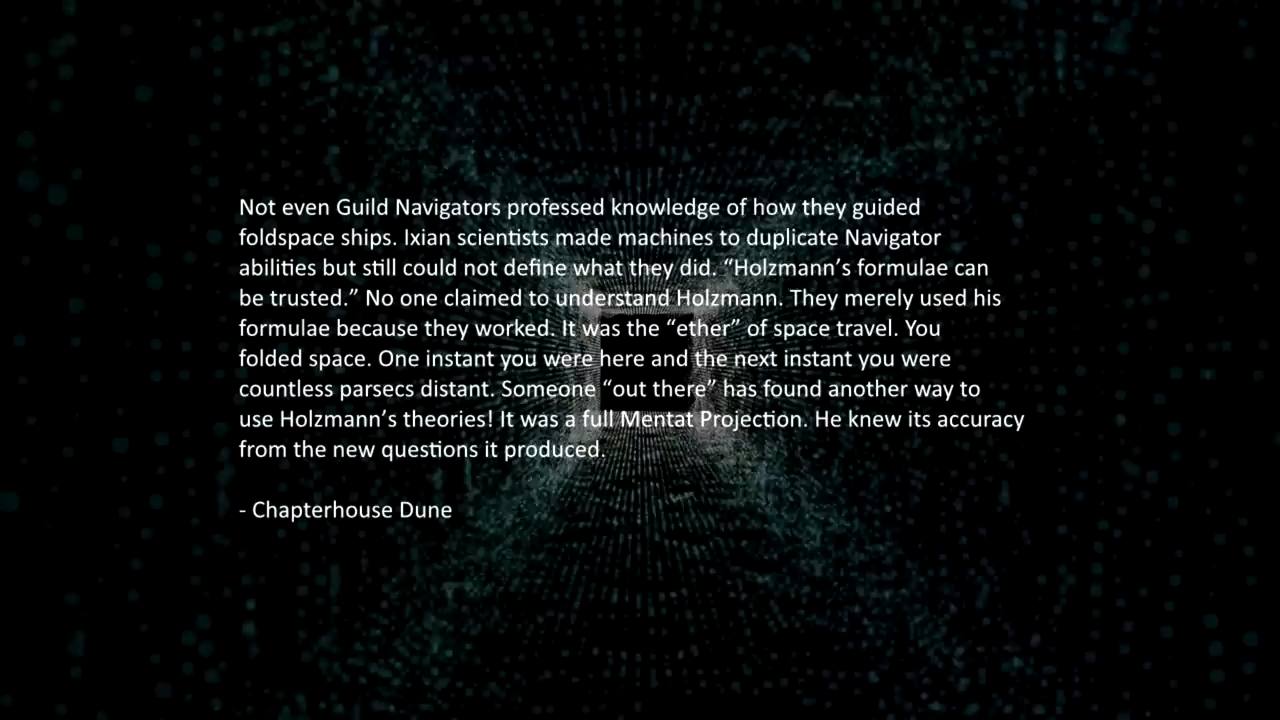 Not even Guild Navigators professed knowledge of how they guided
foldspace ships. Ixian scientists made machines to duplicate Navigator
abilities but still could not define what they did. “Holzmann’s formulae can
be trusted.” No one claimed to understand Holzmann. They merely used his
formulae because they worked. It was the “ether” of space travel. You
folded space. One instant you were here and the next instant you were
countless parsecs distant. Someone “out there” has found another way to
use Holzmann’s theories! It was a full Mentat Projection. He knew its accuracy
from the new questions it produced.
- Chapterhouse Dune